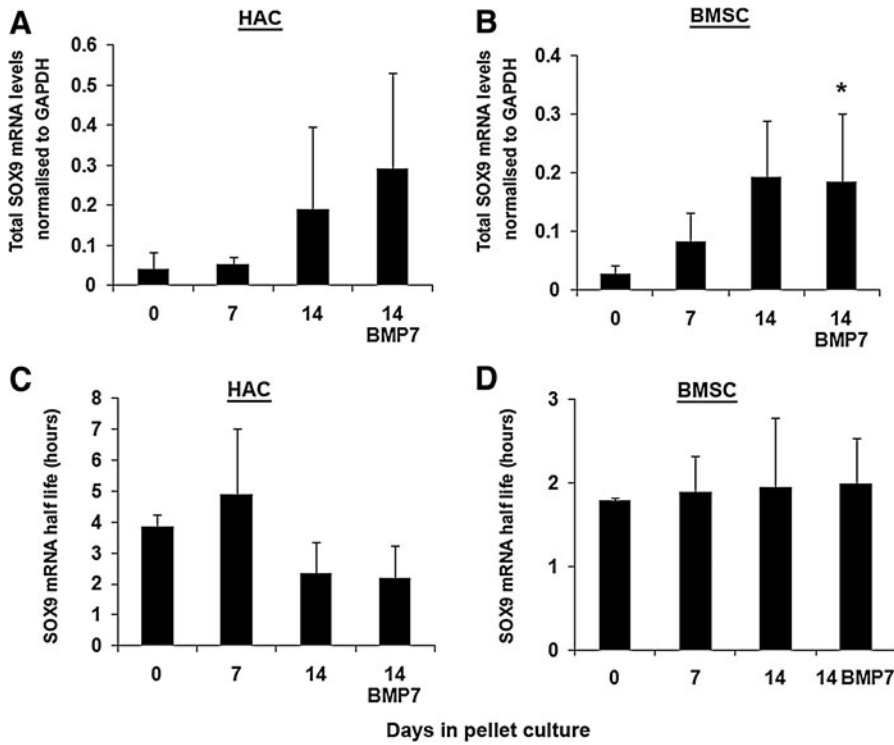 A
HAC
Total SOX9 mRNA levels
normalised to GAPDH
0.6
0.5
0.4
0.3
0.2
0.1
0
0 7 14 14
BMP7
B
BMSC
Total SOX9 mRNA levels
normalised to GAPDH
0.4
0.3
0.2
0.1
0
*
0 7 14 14
BMP7
C
HAC
SOX9 mRNA half life (hours)
8
7
6
5
4
3
2
1
0
0 7 14 14
BMP7
D
BMSC
SOX9 mRNA half life (hours)
3
2
1
0
0 7 14 14 BMP7
Days in pellet culture